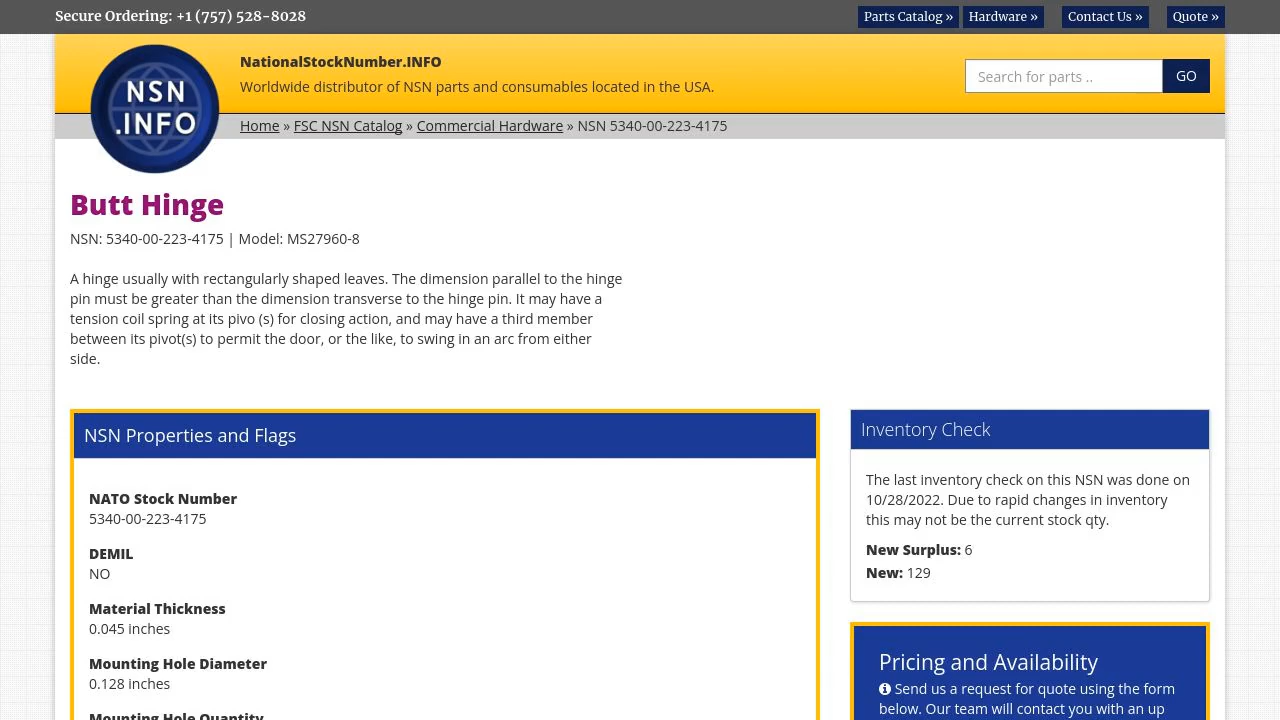 Secure Ordering: +1 (757) 528-8028
Parts Catalog » Hardware » Contact Us » Quote »
NSN
.INFO
NationalStockNumber.INFO
Worldwide distributor of NSN parts and consumables located in the USA.
Search for parts ..
GO
Home » FSC NSN Catalog » Commercial Hardware » NSN 5340-00-223-4175
Butt Hinge
NSN: 5340-00-223-4175 | Model: MS27960-8
A hinge usually with rectangularly shaped leaves. The dimension parallel to the hinge
pin must be greater than the dimension transverse to the hinge pin. It may have a
tension coil spring at its pivo (s) for closing action, and may have a third member
between its pivot(s) to permit the door, or the like, to swing in an arc from either
side.
NSN Properties and Flags
NATO Stock Number
5340-00-223-4175
DEMIL
NO
Material Thickness
0.045 inches
Mounting Hole Diameter
0.128 inches
Mounting Hole Quantity
Inventory Check
The last inventory check on this NSN was done on
10/28/2022. Due to rapid changes in inventory
this may not be the current stock qty.
New Surplus: 6
New: 129
Pricing and Availability
Send us a request for quote using the form
below. Our team will contact you with an up